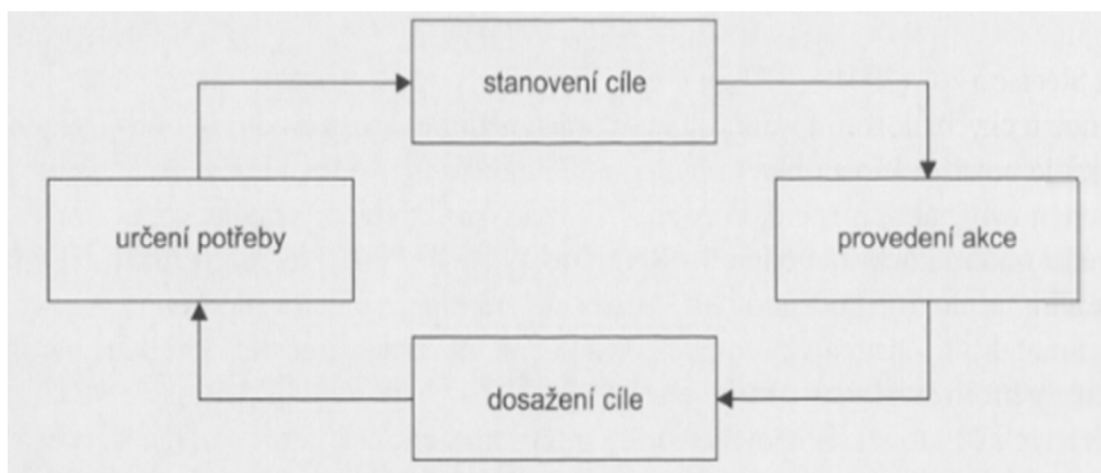 stanovení cíle
určení potřeby
provedení akce
dosažení cíle